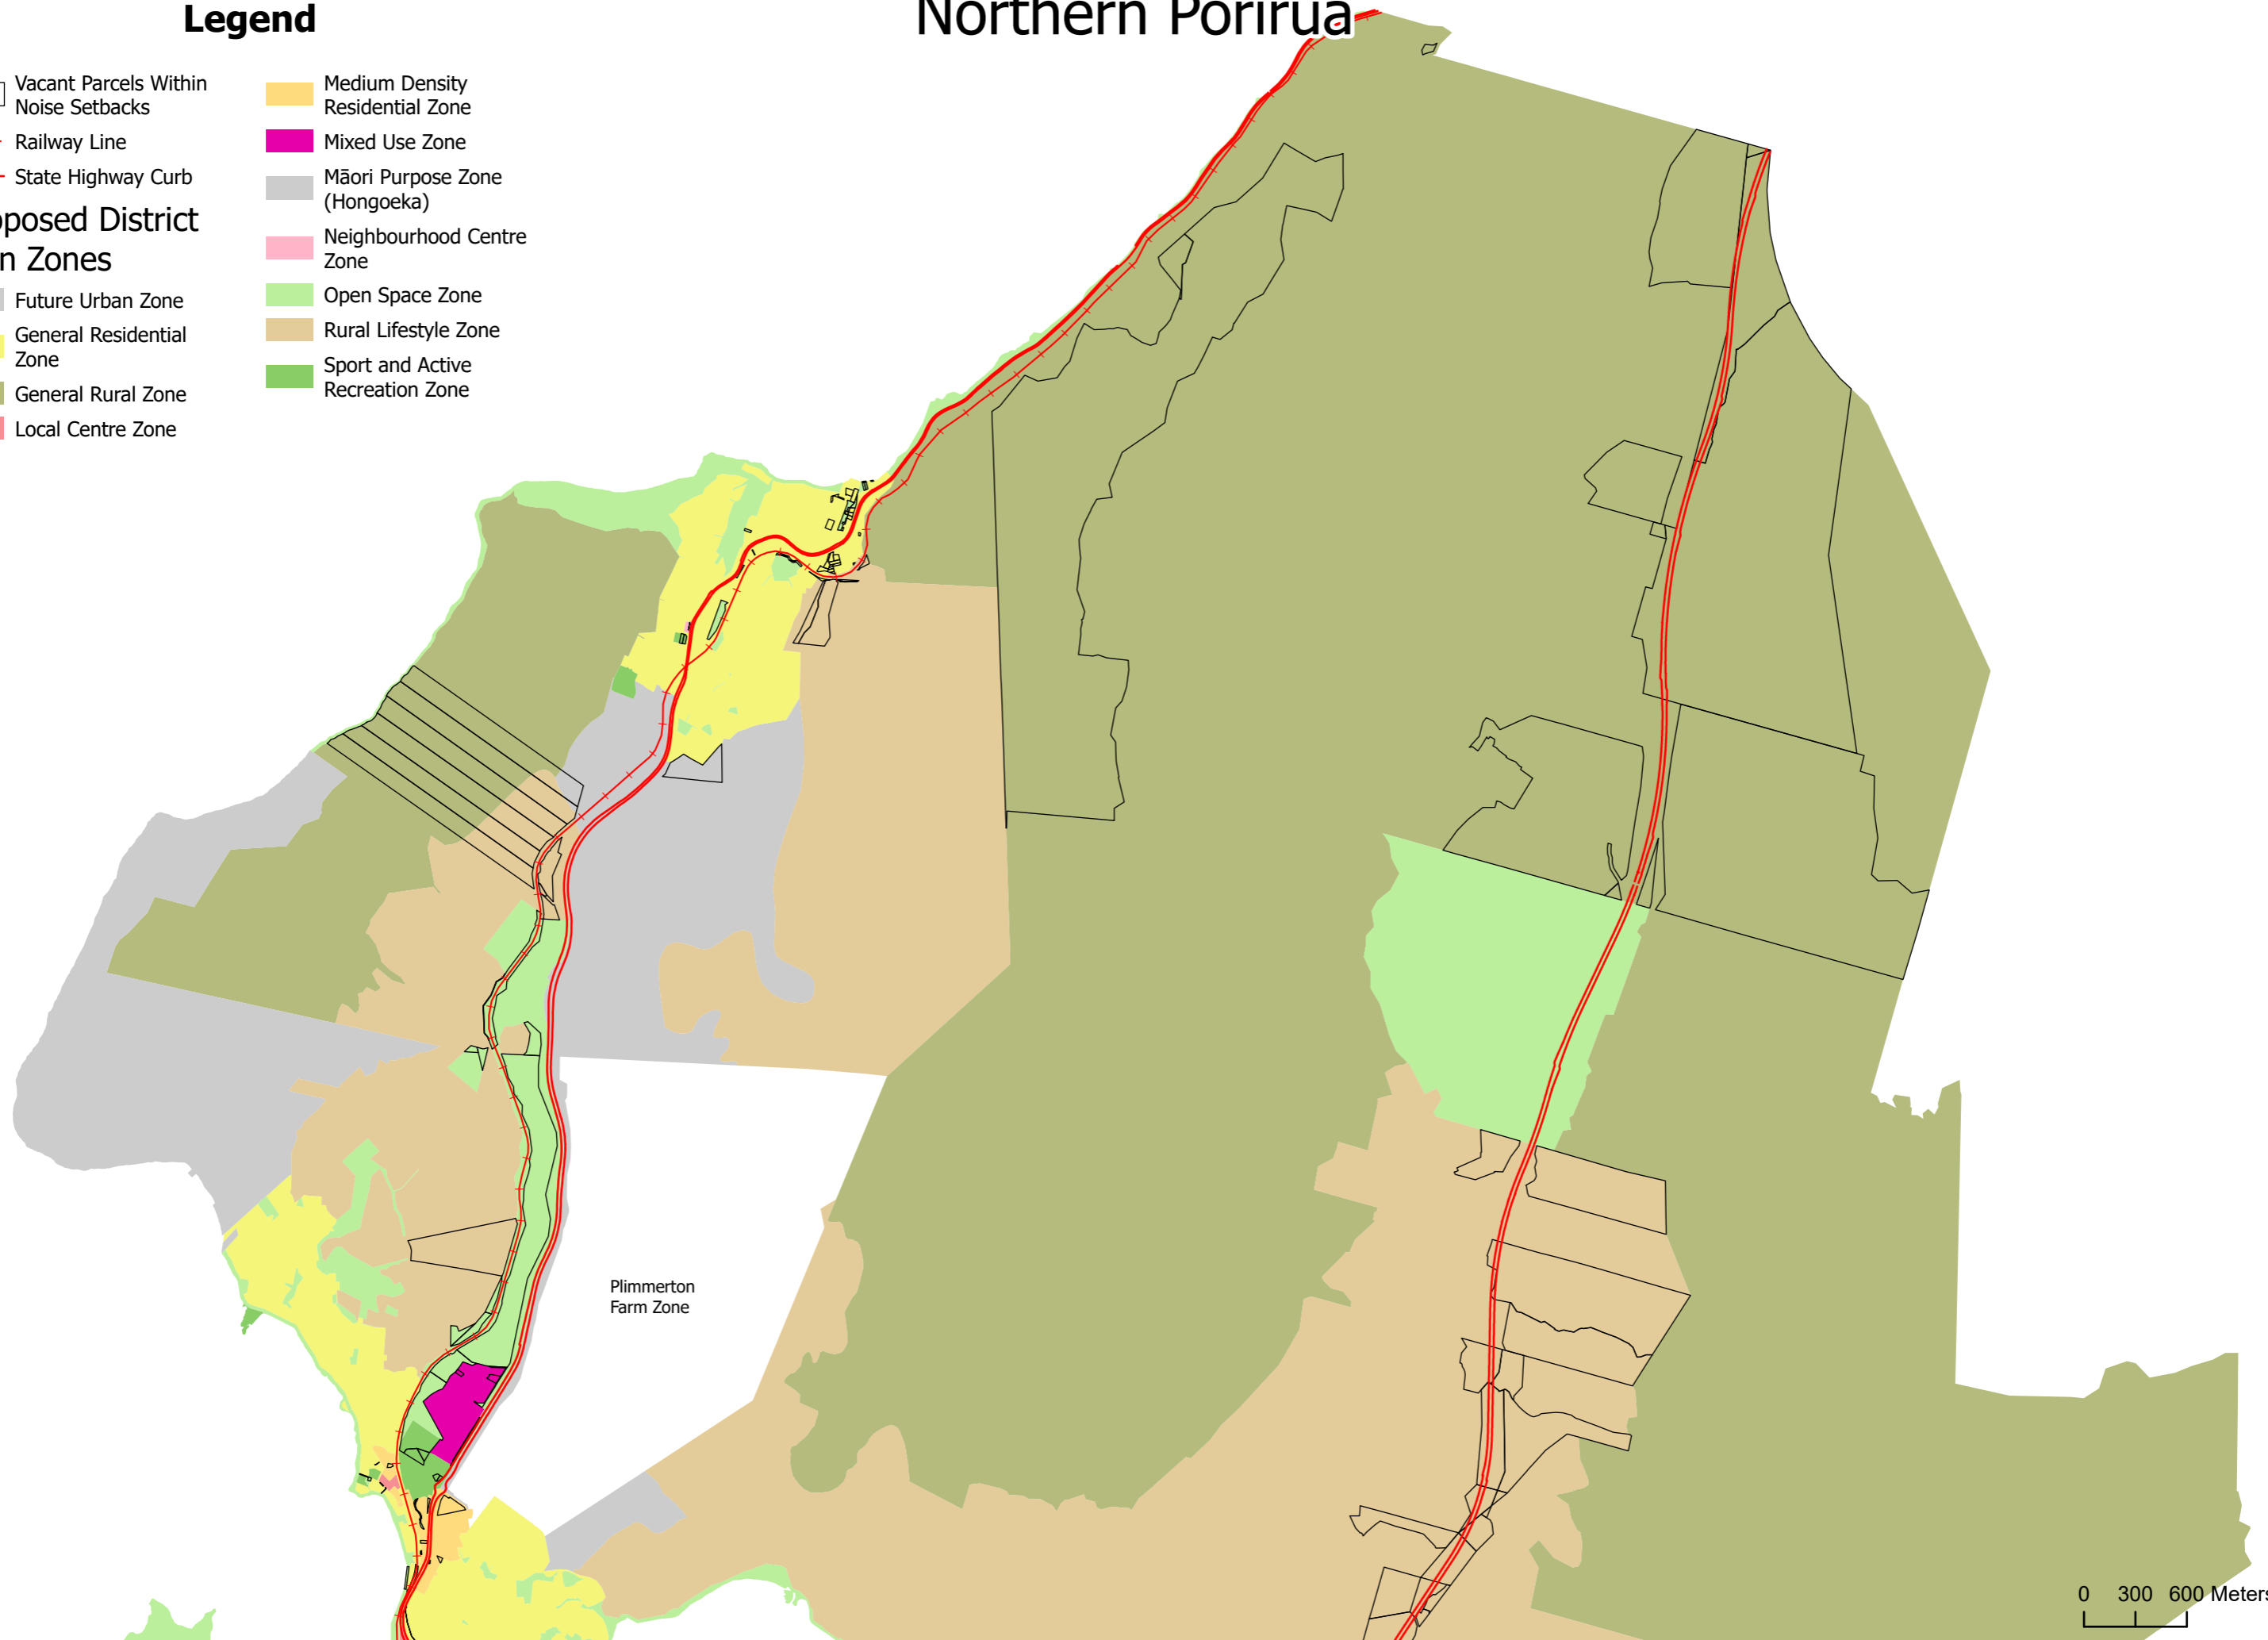 Northern Porirua
Legend
Vacant Parcels Within
Noise Setbacks
Railway Line
State Highway Curb
posed District
n Zones
Future Urban Zone
General Residential
Zone
General Rural Zone
Local Centre Zone
Medium Density
Residential Zone
Mixed Use Zone
Māori Purpose Zone
(Hongoeka)
Neighbourhood Centre
Zone
Open Space Zone
Rural Lifestyle Zone
Sport and Active
Recreation Zone
Plimmerton
Farm Zone
0 300 600 Meters